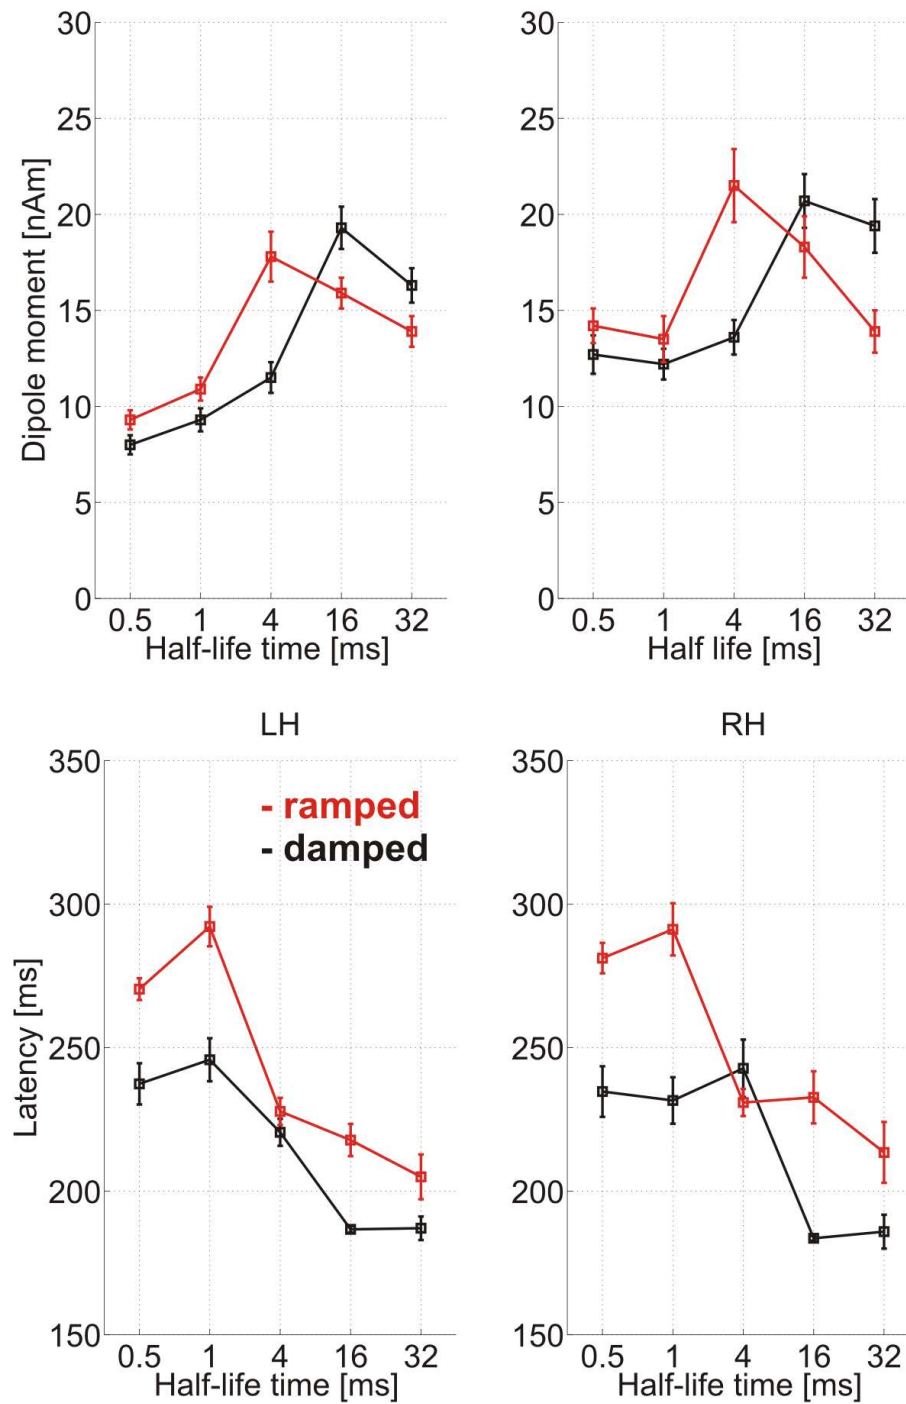 30
25
20
15
10
5
0
Dipole moment [nAm]
0.5 1 4 16 32
Half-life time [ms]
30
25
20
15
10
5
0
0.5 1 4 16 32
Half life [ms]
LH
350
300
250
200
150
Latency [ms]
- ramped
- damped
0.5 1 4 16 32
Half-life time [ms]
RH
350
300
250
200
150
0.5 1 4 16 32
Half-life time [ms]